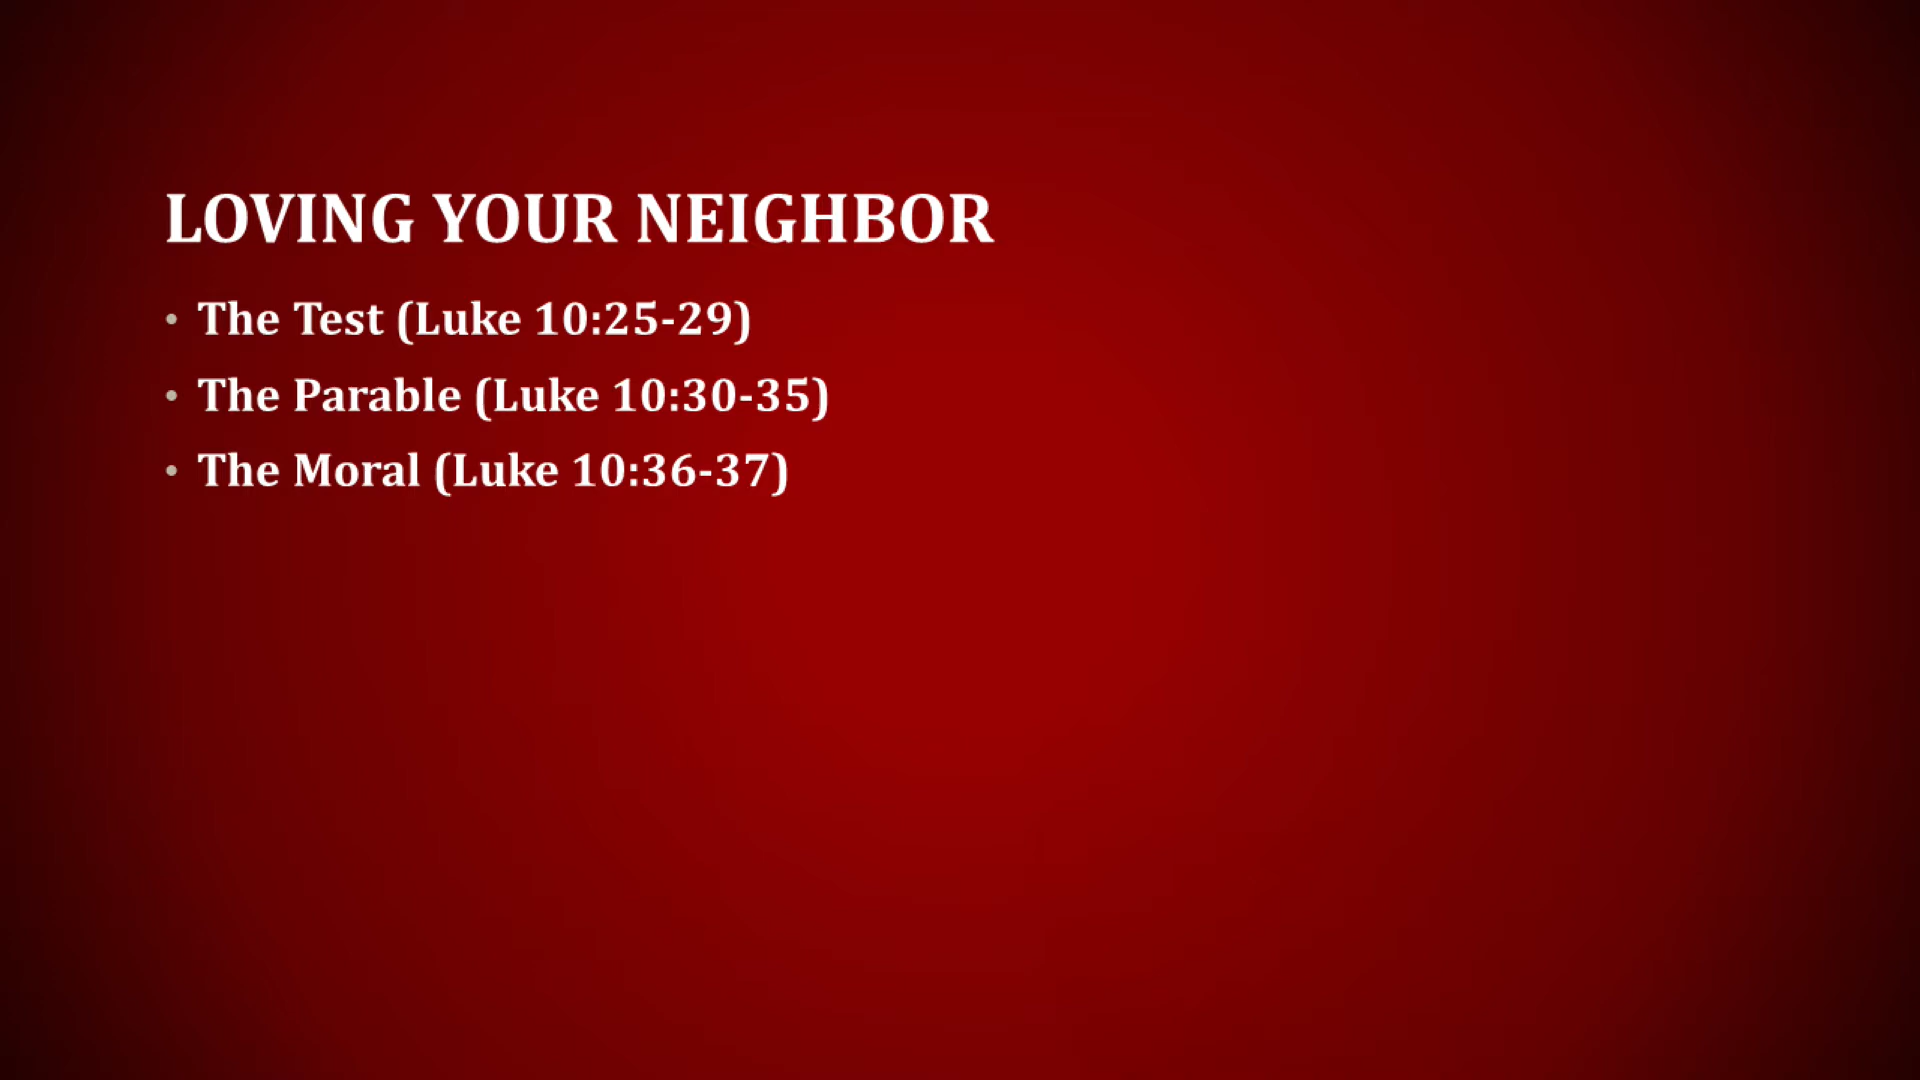 LOVING YOUR NEIGHBOR
• The Test (Luke 10:25-29)
• The Parable (Luke 10:30-35)
• The Moral (Luke 10:36-37)